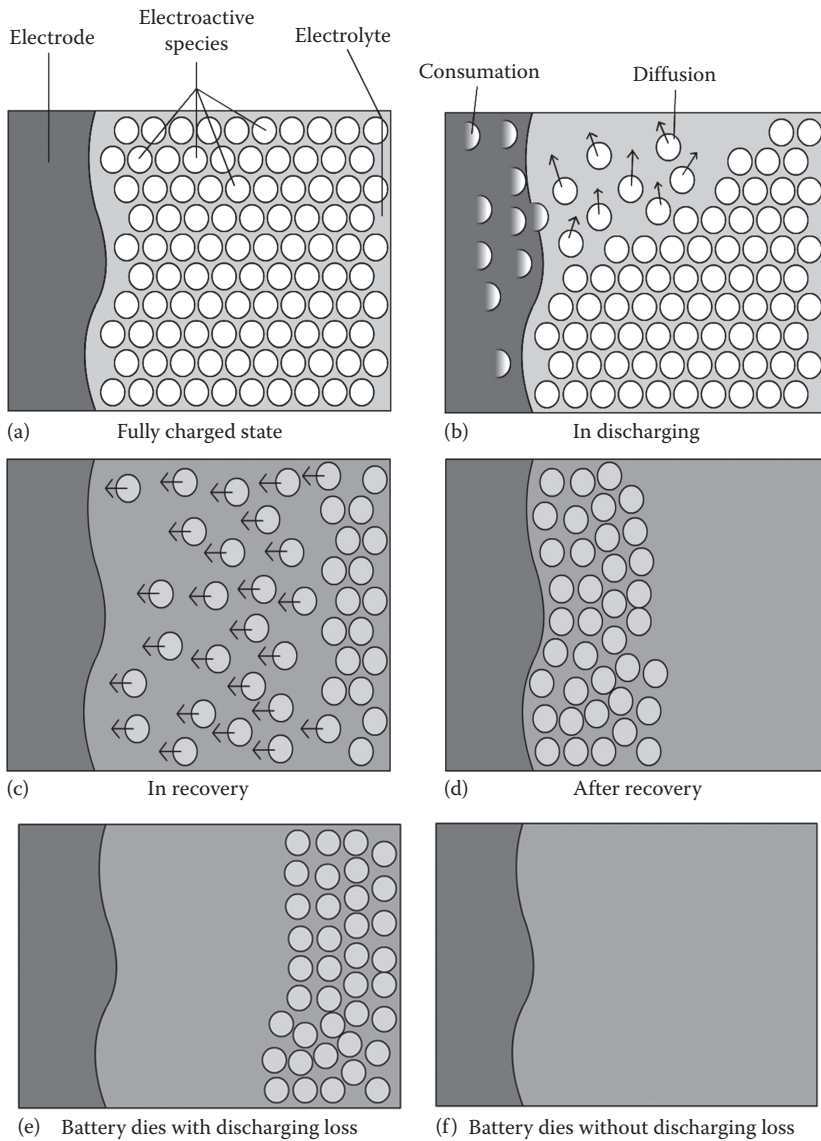 Electrode
Electroactive
species
Electrolyte
Consumation
Diffusion
(a) Fully charged state
(b) In discharging
(c) In recovery
(d) After recovery
(e) Battery dies with discharging loss
(f) Battery dies without discharging loss